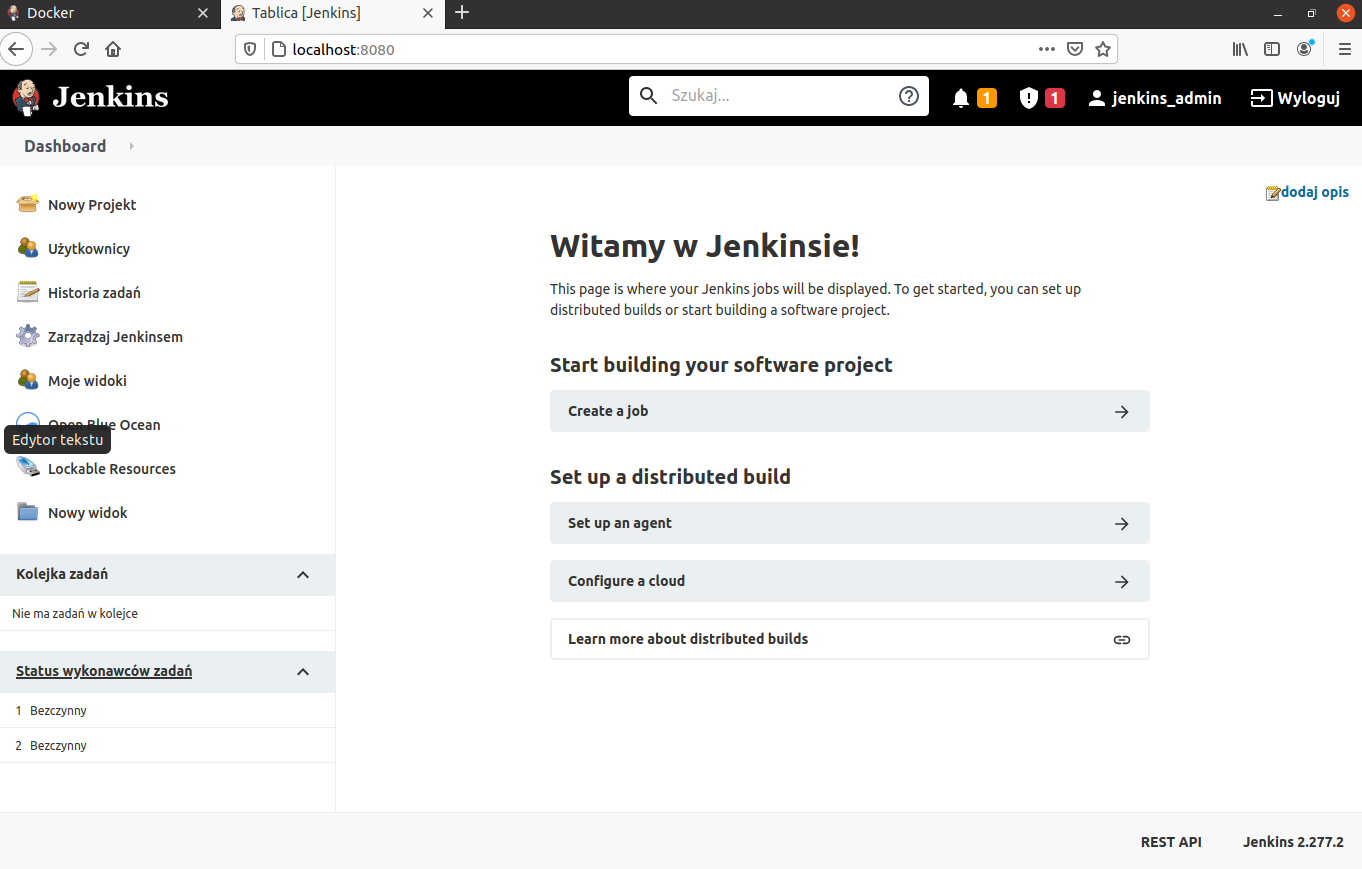 Docker
Tablica [Jenkins]
localhost:8080
Jenkins
Szukaj...
1
1
jenkins_admin
Wyloguj
Dashboard
dodaj opis
Nowy Projekt
Użytkownicy
Historia zadań
Zarządzaj Jenkinsem
Moje widoki
Open Blue Ocean
Edytor tekstu
Lockable Resources
Nowy widok
Kolejka zadań
Nie ma zadań w kolejce
Status wykonawców zadań
1 Bezczynny
2 Bezczynny
Witamy w Jenkinsie!
This page is where your Jenkins jobs will be displayed. To get started, you can set up
distributed builds or start building a software project.
Start building your software project
Create a job
Set up a distributed build
Set up an agent
Configure a cloud
Learn more about distributed builds
REST API
Jenkins 2.277.2